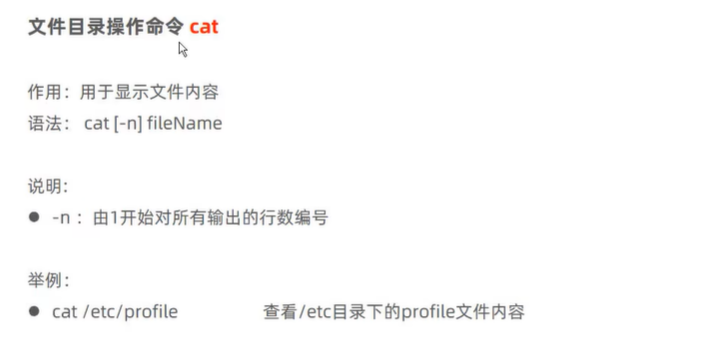 文件目录操作命令 cat
作用：用于显示文件内容
语法： cat [-n] fileName
说明：
● -n ：由1开始对所有输出的行数编号
举例：
● cat /etc/profile 查看/etc目录下的profile文件内容